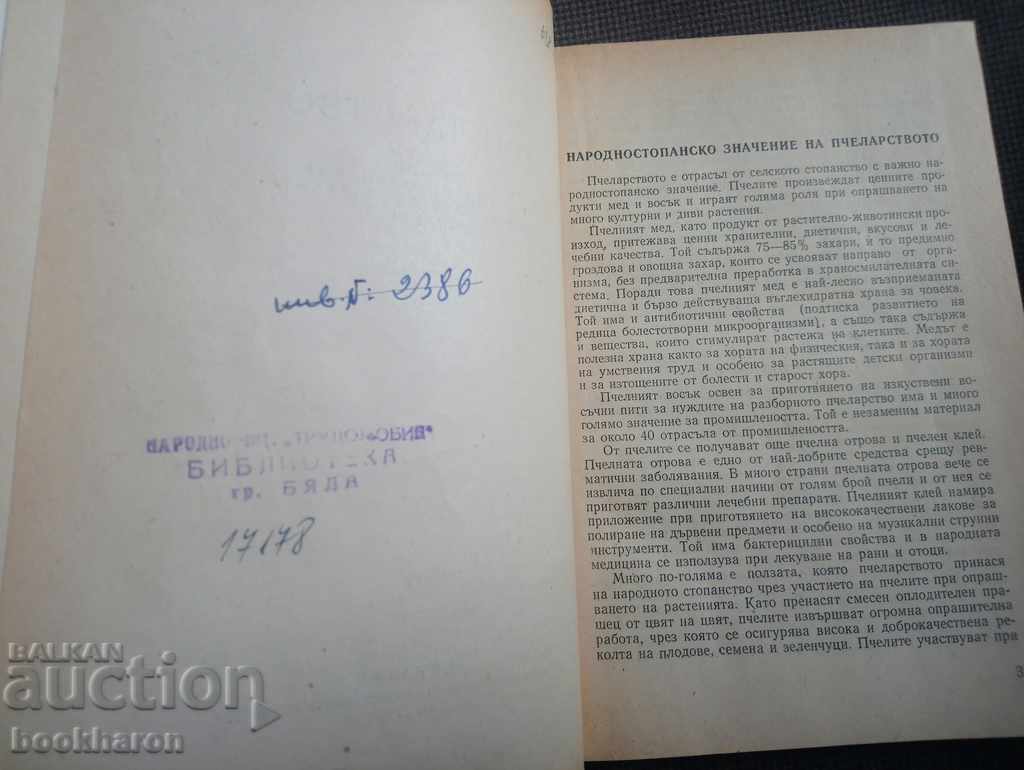 инв.б: 2386
НАРОДНО ЧИТ. „ТРУДОЛЮБИЕ"
БИБЛИОТЕКА
гр. БЯЛА
17178
BALKAN
auction
bookharon
НАРОДНОСТОПАНСКО ЗНАЧЕНИЕ НА ПЧЕЛАРСТВОТО
Пчеларството е отрасъл от селското стопанство с важно на-
родностопанско значение. Пчелите произвеждат ценните про-
дукти мед и восък и играят голяма роля при опрашването на
много културни и диви растения.
Пчелният мед, като продукт от растително-животински про-
изход, притежава ценни хранителни, диетични, вкусови и ле-
чебни качества. Той съдържа 75—85% захари, и то предимно
гроздова и овощна захар, които се усвояват направо от орга-
низма, без предварителна преработка в храносмилателната си-
стема. Поради това пчелният мед е най-лесно възприеманата
диетична и бързо действуваща въглехидратна храна за човека.
Той има и антибиотични свойства (подтиска развитието на
редица болестотворни микроорганизми), а също така съдържа
и вещества, които стимулират растежа на клетките. Медът е
полезна храна както за хората на физическия, така и за хората
на умствения труд и особено за растящите детски организми
и за изтощените от болести и старост хора.
Пчелният восък освен за приготвянето на изкуствени во-
съчни пити за нуждите на разборното пчеларство има и много
голямо значение за промишлеността. Той е незаменим материал
за около 40 отрасъла от промишлеността.
От пчелите се получават още пчелна отрова и пчелен клей.
Пчелната отрова е едно от най-добрите средства срещу рев-
матични заболявания. В много страни пчелната отрова вече се
извлича по специални начини от голям брой пчели и от нея се
приготвят различни лечебни препарати. Пчелният клей намира
приложение при приготвянето на висококачествени лакове за
полиране на дървени предмети и особено на музикални струнни
инструменти. Той има бактерицилни свойства и в народната
медицина се използува при лекуване на рани и отоци.
Много по-голяма е ползата, която пчеларството принася
на народното стопанство чрез участието на пчелите при опраш-
ването на растенията. Като пренасят смесен оплодителен пра-
шец от цвят на цвят, пчелите извършват огромна опрашителна
работа, чрез която се осигурява висока и доброкачествена ре-
колта на плодове, семена и зеленчуци. Пчелите участвуват при
3